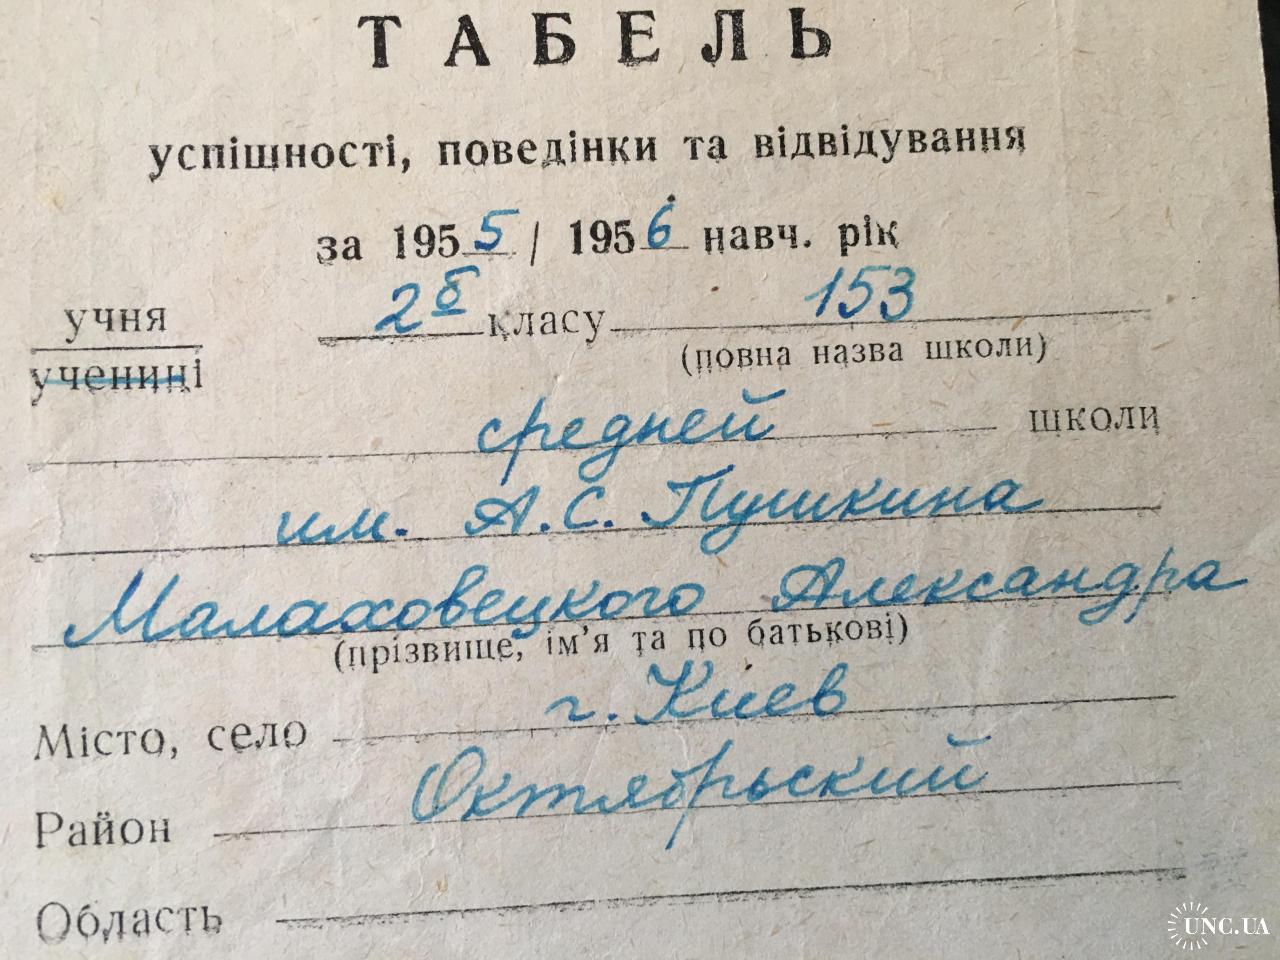 ТАБЕЛЬ
успішності, поведінки та відвідування
за 1955 / 1956 навч. рік
учня 2б класу 153
учениці (повна назва школи)
средней школи
им. А.С. Пушкина
Малаховецкого Александра
(прізвище, ім'я та по батькові)
Місто, село г. Киев
Район Октябрьский
Область
UNC.UA